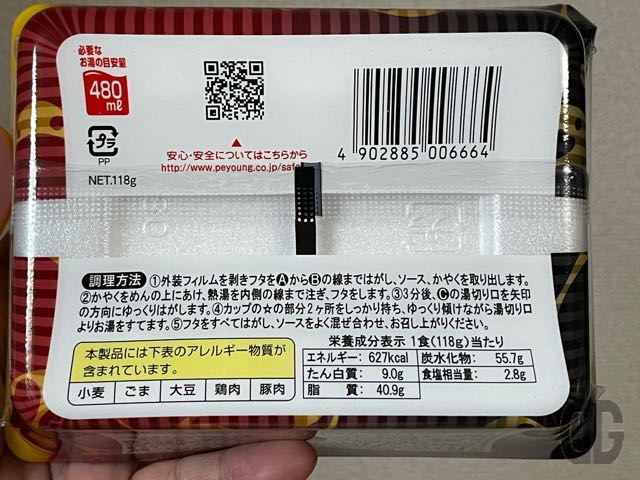 必要な
お湯の目安量
480
mℓ
プラ
PP
NET.118g
安心・安全についてはこちらから
http://www.peyoung.co.jp/safe
4 902885 006664
調理方法 ①外装フィルムを剥きフタをⒶからⒷの線まではがし、ソース、かやくを取り出します。
②かやくをめんの上にあけ、熱湯を内側の線まで注ぎ、フタをします。③3分後、Ⓒの湯切り口を矢印
の方向にゆっくりはがします。④カップの☆の部分2ヶ所をしっかり持ち、ゆっくり傾けながら湯切り口
よりお湯をすてます。⑤フタをすべてはがし、ソースをよく混ぜ合わせ、お召し上がりください。
本製品には下表のアレルギー物質が
含まれています。
小麦 ごま 大豆 鶏肉 豚肉
栄養成分表示 1食(118g)当たり
エネルギー: 627kcal 炭水化物: 55.7g
たん白質: 9.0g 食塩相当量: 2.8g
脂質: 40.9g